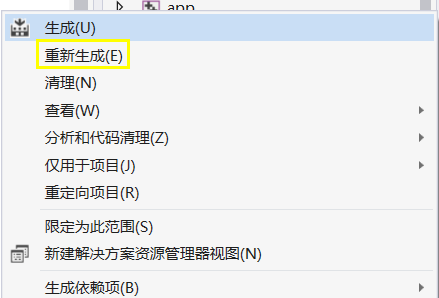 app
生成(U)
重新生成(E)
清理(N)
查看(W)
分析和代码清理(Z)
仅用于项目(J)
重定向项目(R)
限定为此范围(S)
新建解决方案资源管理器视图(N)
生成依赖项(B)